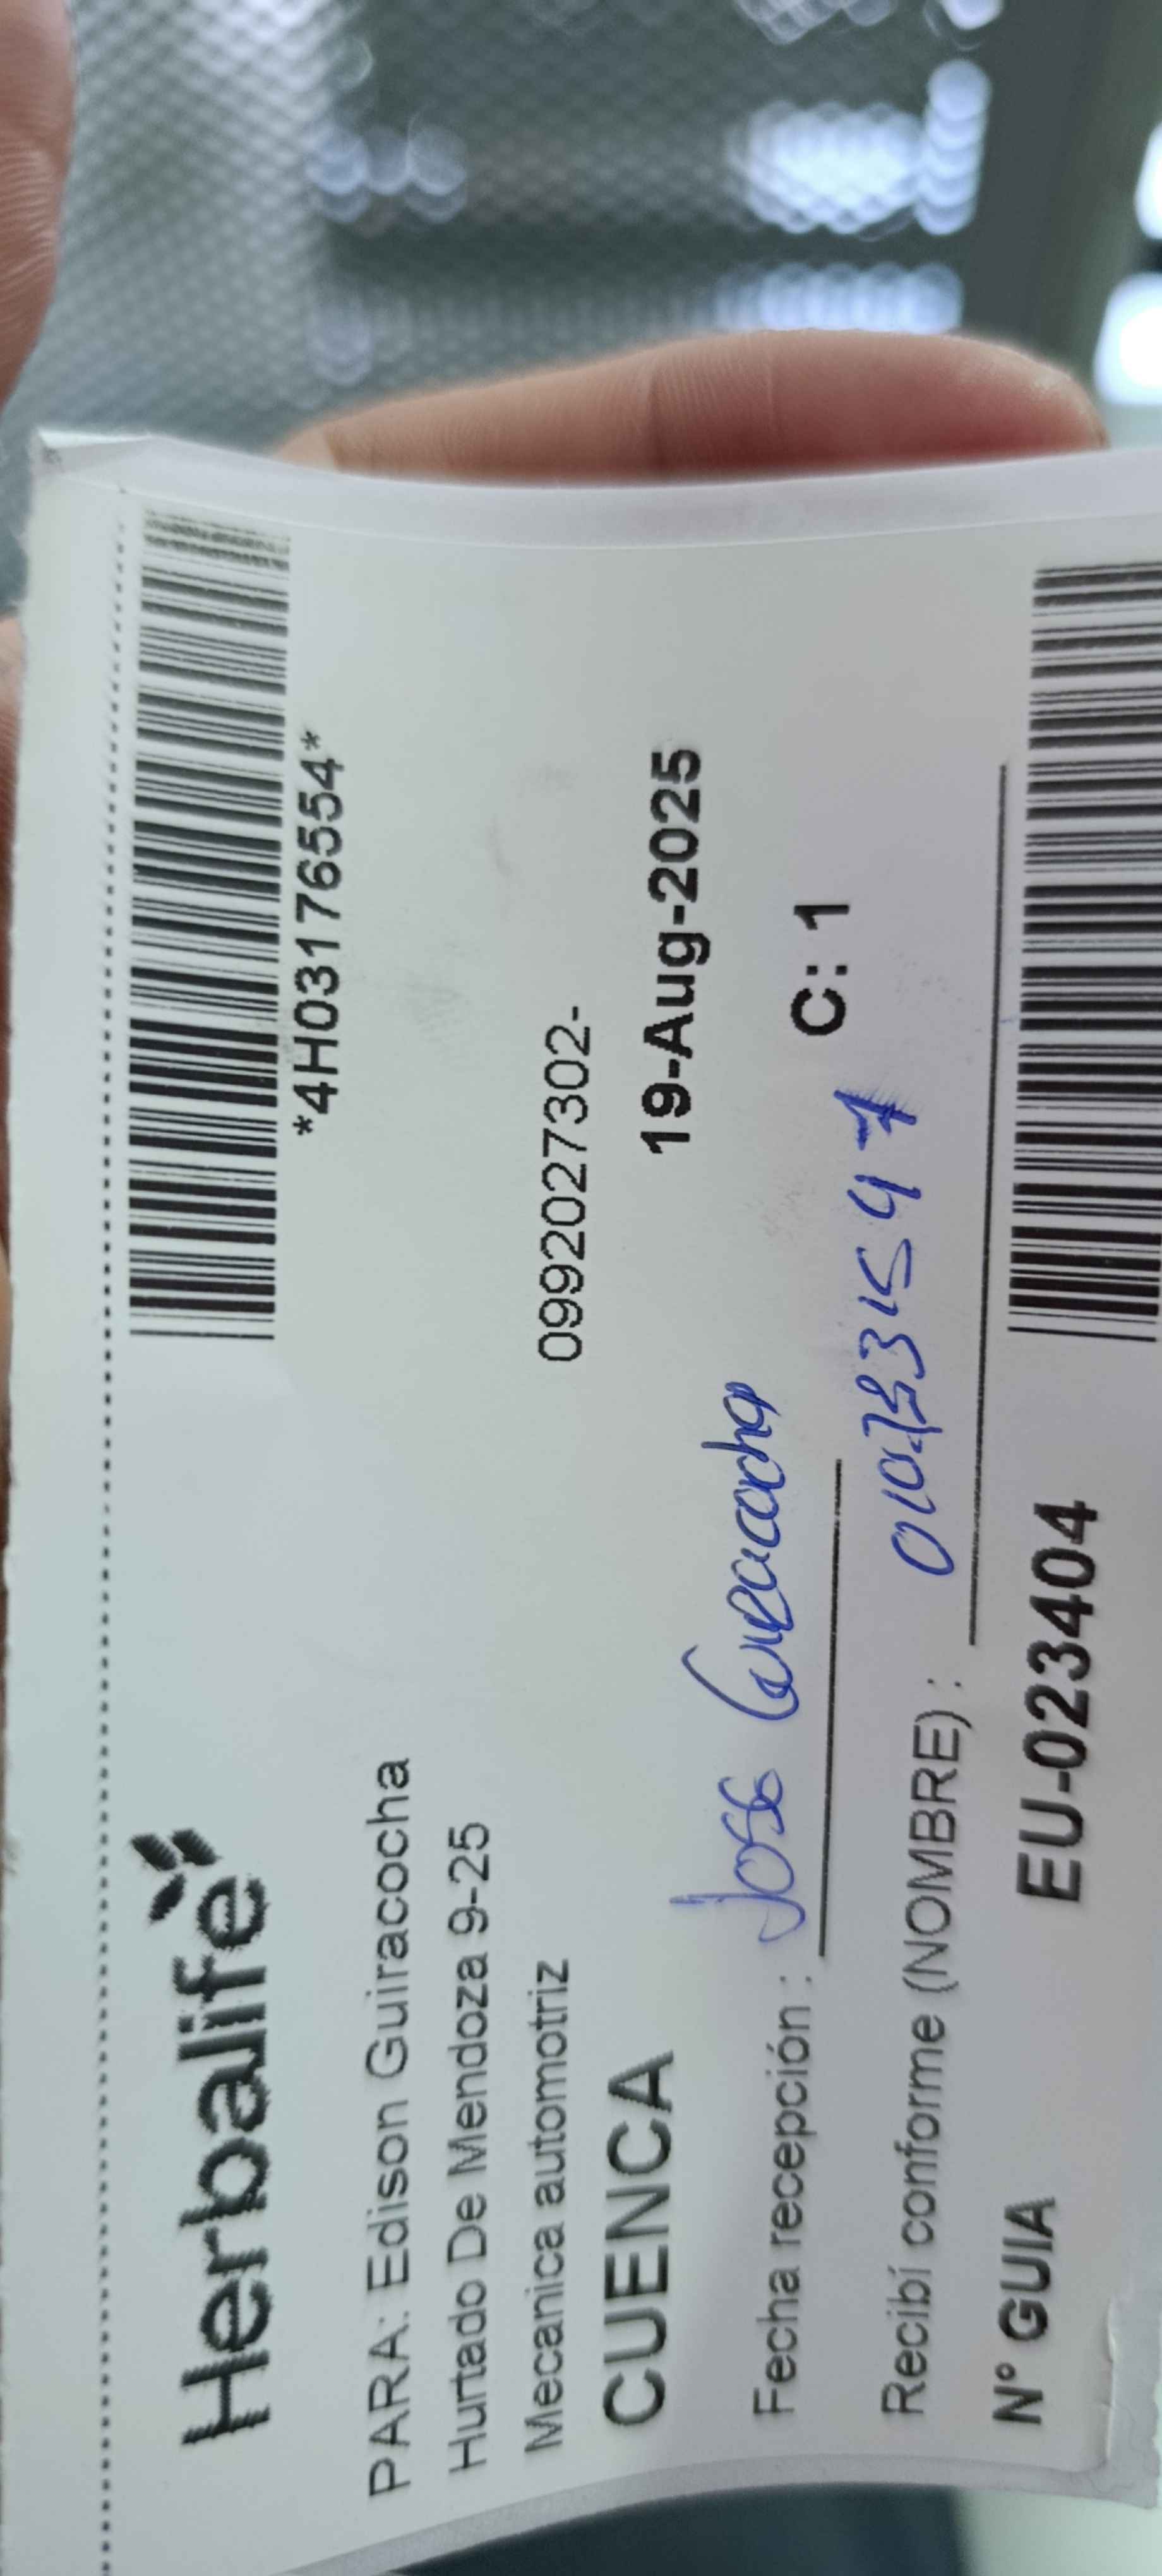 Herbalife
*4H03176554*
PARA: Edison Guiracocha
Hurtado De Mendoza 9-25
Mecanica automotriz
0992027302-
CUENCA
19-Aug-2025
Fecha recepción :
C: 1
Recibí conforme (NOMBRE) :
N° GUIA
EU-023404